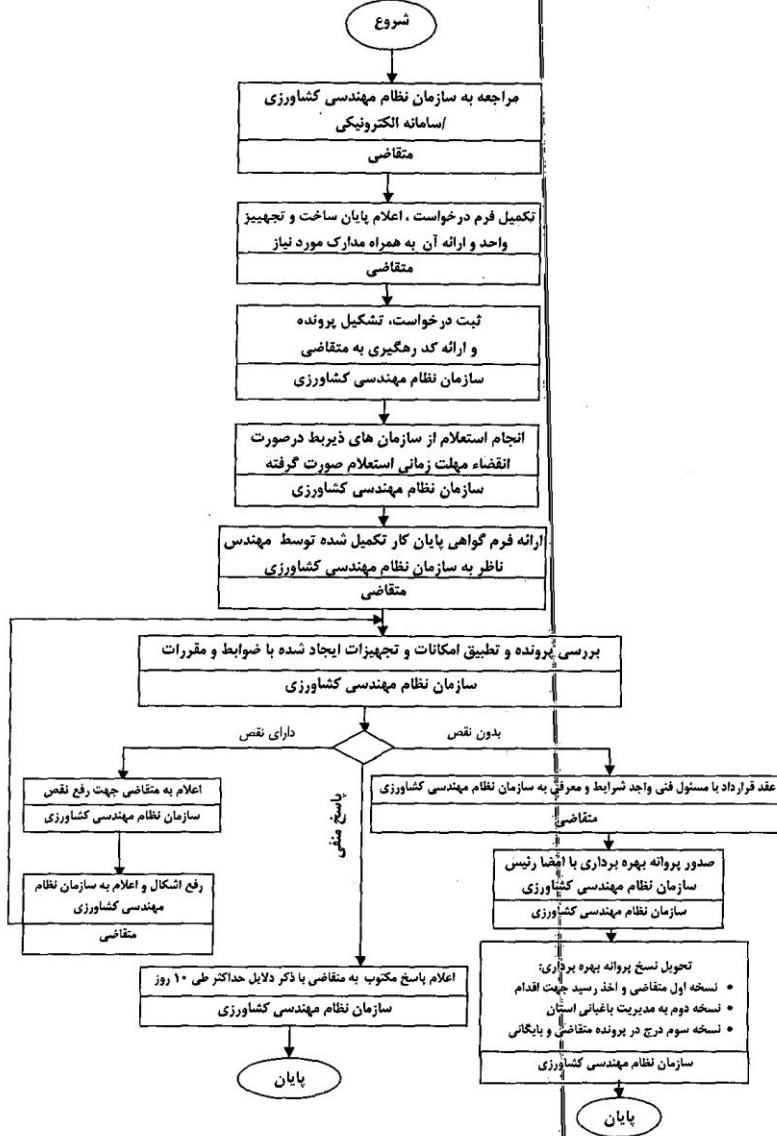 شروع
مراجعه به سازمان نظام مهندسی کشاورزی
/سامانه الکترونیکی
متقاضی
تکمیل فرم درخواست ، اعلام پایان ساخت و تجهییز
واحد و ارائه آن به همراه مدارک مورد نیاز
متقاضی
ثبت درخواست، تشکیل پرونده
و ارائه کد رهگیری به متقاضی
سازمان نظام مهندسی کشاورزی
انجام استعلام از سازمان های ذیربط درصورت
انقضاء مهلت زمانی استعلام صورت گرفته
سازمان نظام مهندسی کشاورزی
ارائه فرم گواهی پایان کار تکمیل شده توسط مهندس
ناظر به سازمان نظام مهندسی کشاورزی
متقاضی
بررسی پرونده و تطبیق امکانات و تجهیزات ایجاد شده با ضوابط و مقررات
سازمان نظام مهندسی کشاورزی
بدون نقص
دارای نقص
پاسخ منفی
عقد قرارداد با مسئول فنی واجد شرایط و معرفی به سازمان نظام مهندسی کشاورزی
متقاضی
صدور پروانه بهره برداری با امضا رئیس
سازمان نظام مهندسی کشاورزی
سازمان نظام مهندسی کشاورزی
تحویل نسخ پروانه بهره برداری:
• نسخه اول متقاضی و اخذ رسید جهت اقدام
• نسخه دوم به مدیریت باغبانی استان
• نسخه سوم درج در پرونده متقاضی و بایگانی
سازمان نظام مهندسی کشاورزی
پایان
اعلام به متقاضی جهت رفع نقص
سازمان نظام مهندسی کشاورزی
رفع اشکال و اعلام به سازمان نظام
مهندسی کشاورزی
متقاضی
اعلام پاسخ مکتوب به متقاضی با ذکر دلایل حداکثر طی ۱۰ روز
سازمان نظام مهندسی کشاورزی
پایان